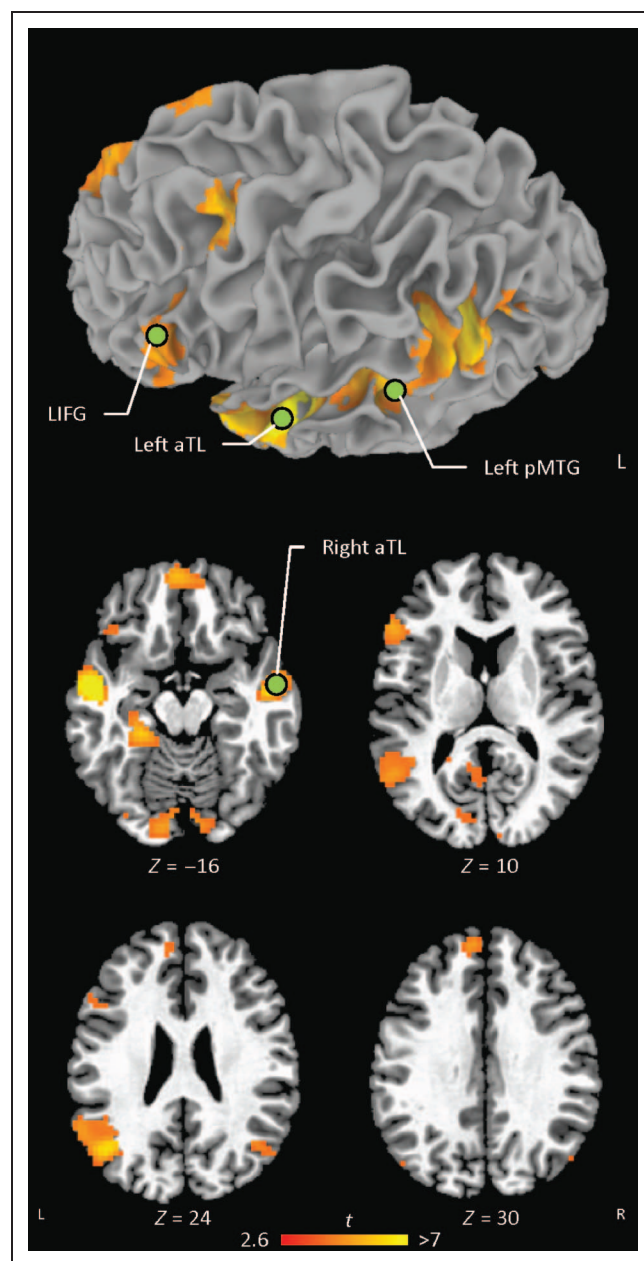 LIFG
Left aTL
Left pMTG
L
Right aTL
Z = –16
Z = 10
L
Z = 24
t
Z = 30
R
2.6
>7